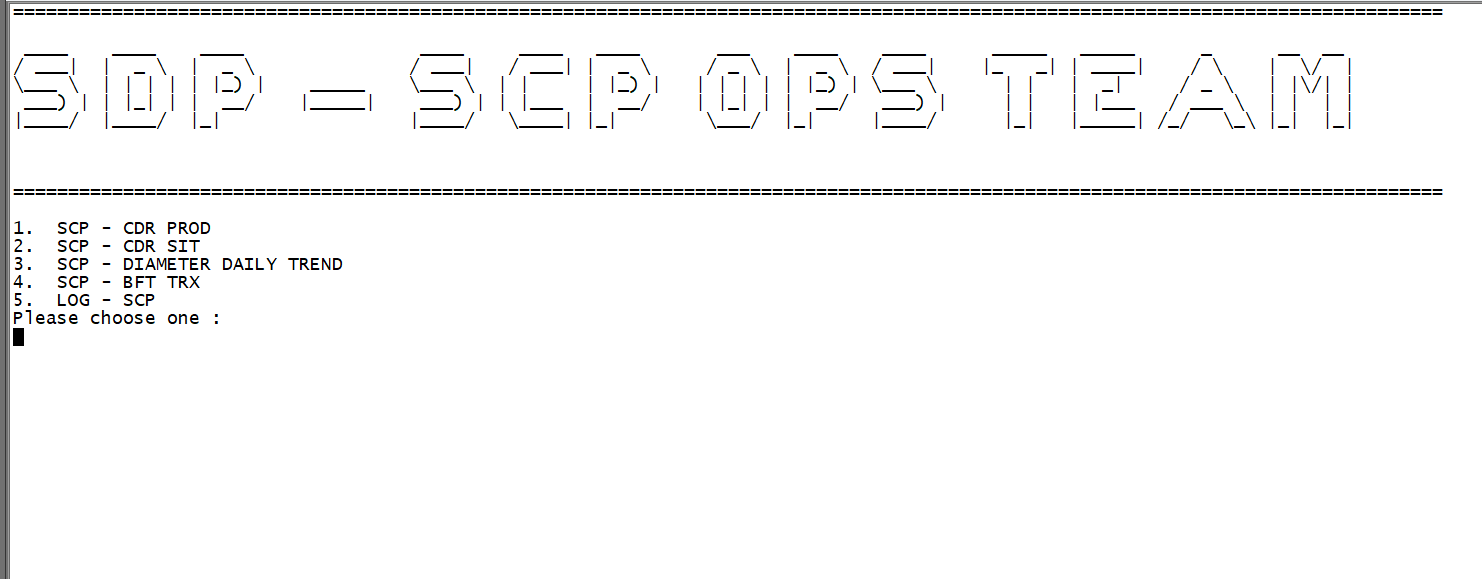 SDP - SCP OPS TEAM
1. SCP - CDR PROD
2. SCP - CDR SIT
3. SCP - DIAMETER DAILY TREND
4. SCP - BFT TRX
5. LOG - SCP
Please choose one :